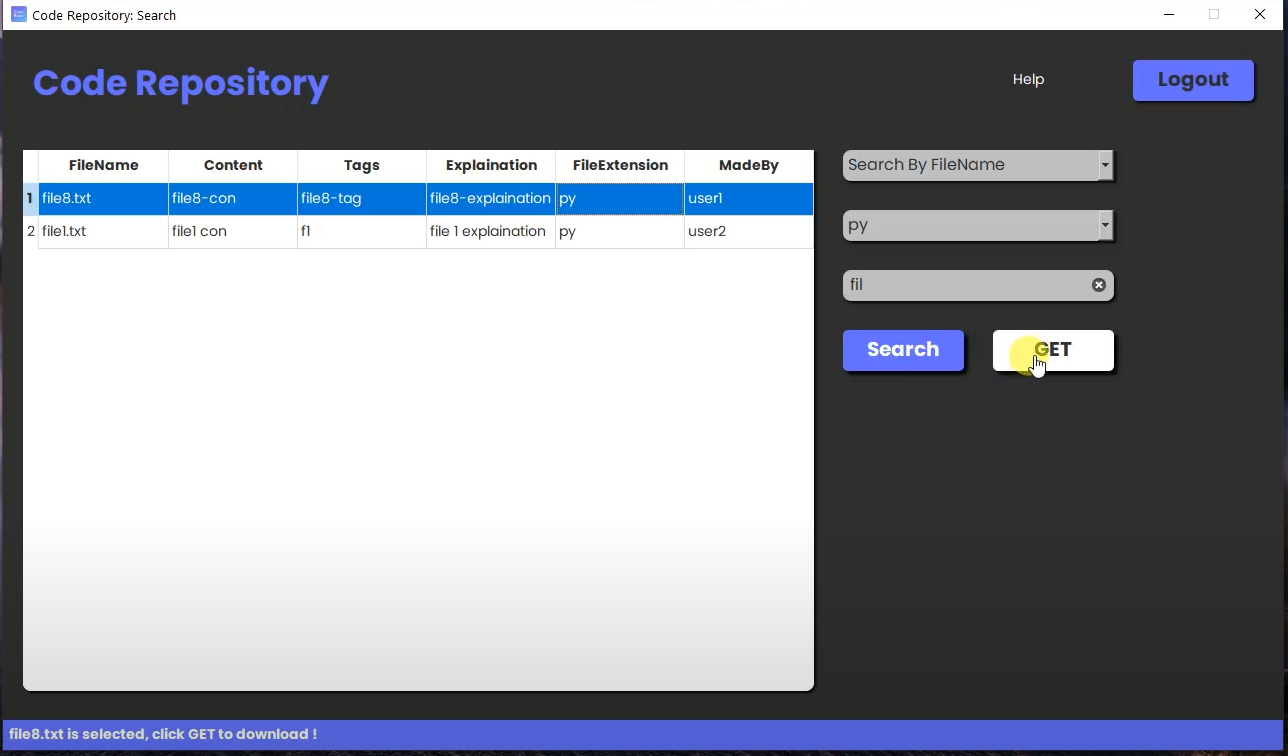 Code Repository: Search
Code Repository
Help
Logout
FileName Content Tags Explaination FileExtension MadeBy
1 file8.txt file8-con file8-tag file8-explaination py user1
2 file1.txt file1 con f1 file 1 explaination py user2
Search By FileName
py
fil
Search
GET
file8.txt is selected, click GET to download !